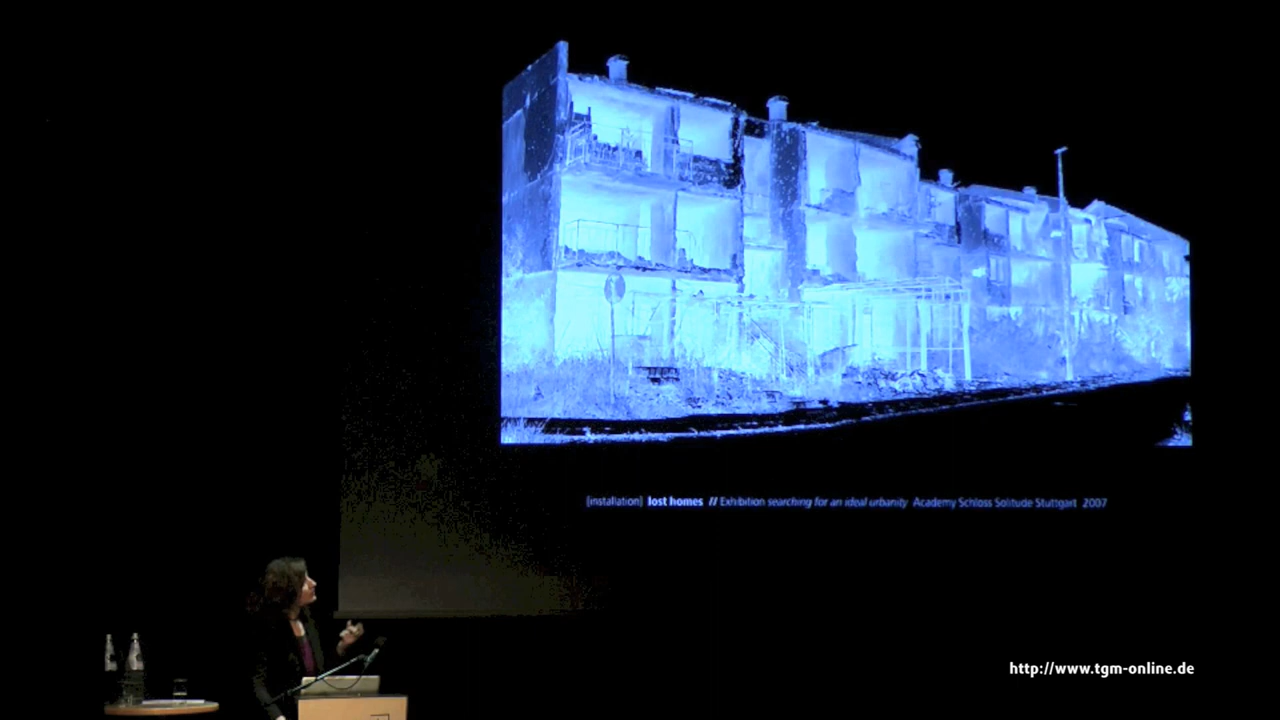 [installation] lost homes // Exhibition searching for an ideal urbanity Academy Schloss Solitude Stuttgart 2007
http://www.tgm-online.de